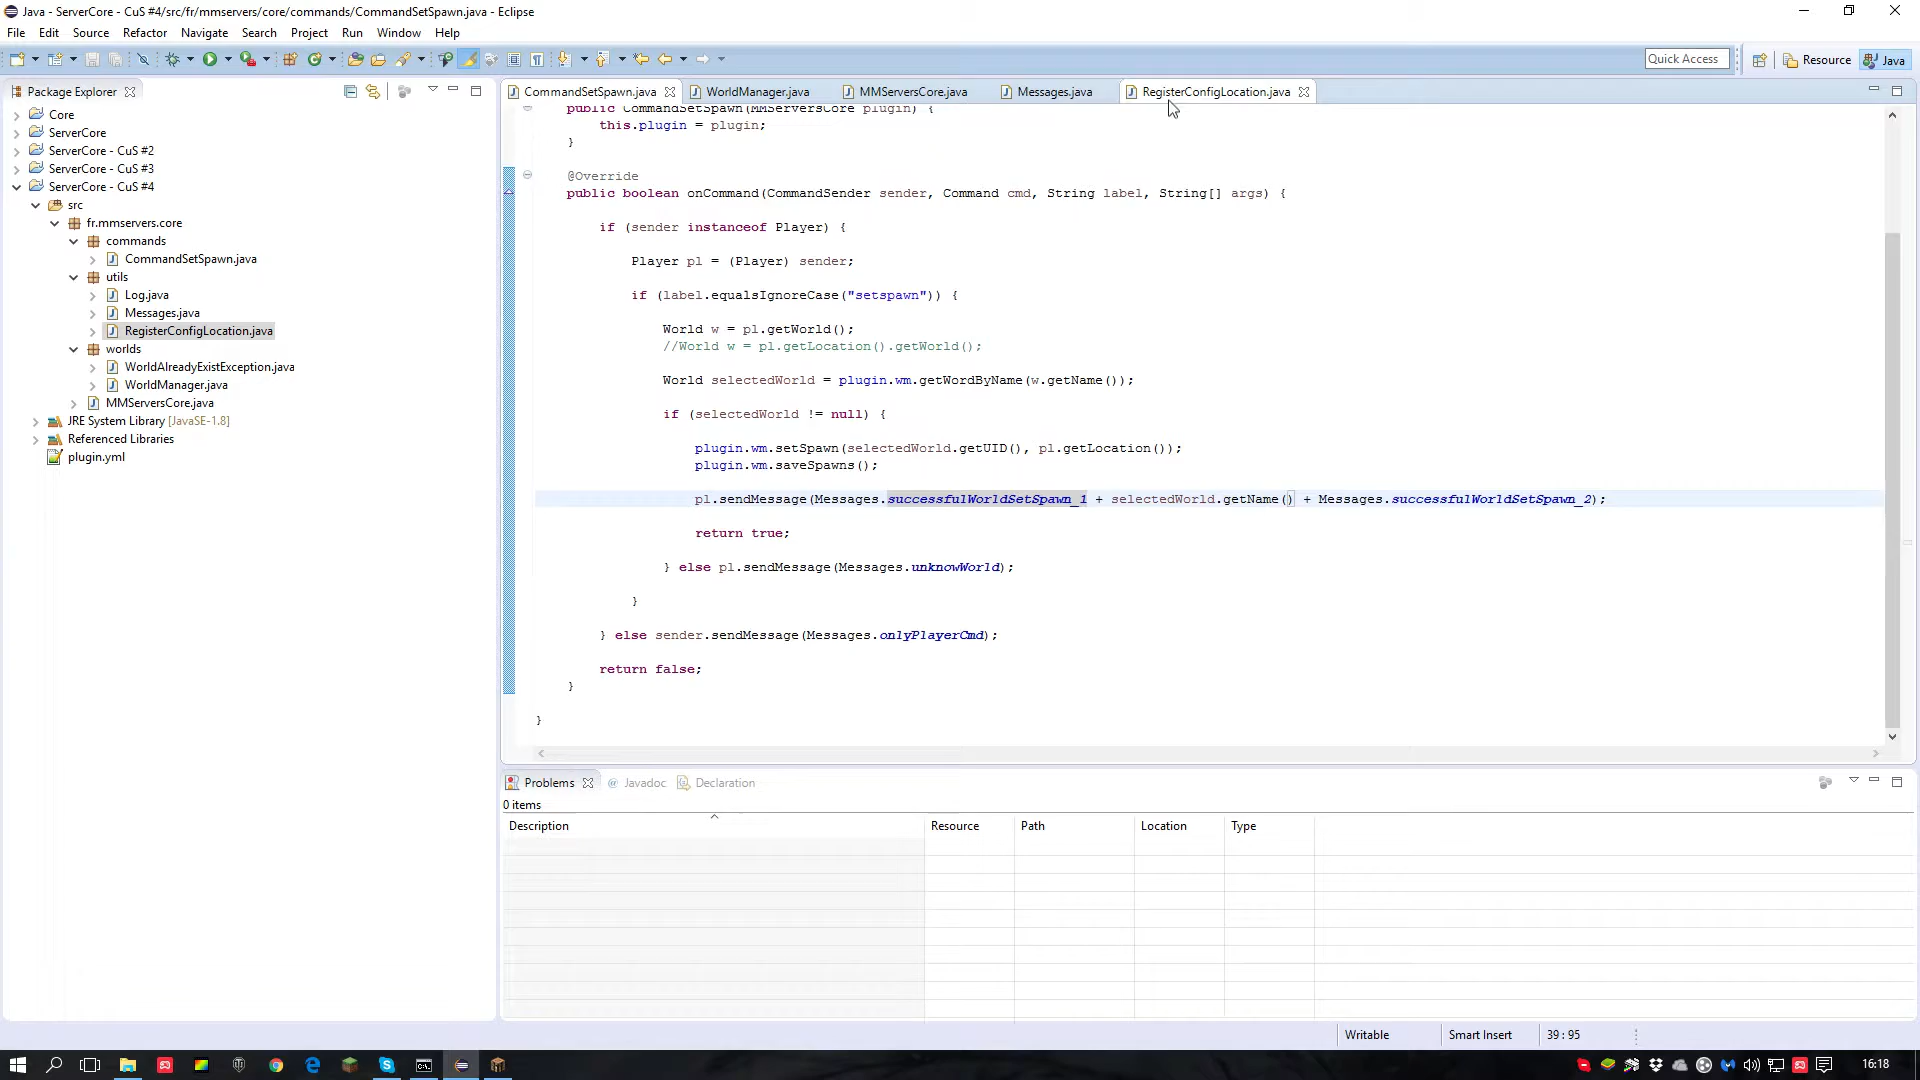 Java - ServerCore - CuS #4/src/fr/mmservers/core/commands/CommandSetSpawn.java - Eclipse
File Edit Source Refactor Navigate Search Project Run Window Help
Quick Access Resource Java
Package Explorer
Core
ServerCore
ServerCore - CuS #2
ServerCore - CuS #3
ServerCore - CuS #4
src
fr.mmservers.core
commands
CommandSetSpawn.java
utils
Log.java
Messages.java
RegisterConfigLocation.java
worlds
WorldAlreadyExistException.java
WorldManager.java
MMServersCore.java
JRE System Library [JavaSE-1.8]
Referenced Libraries
plugin.yml
CommandSetSpawn.java WorldManager.java MMServersCore.java Messages.java RegisterConfigLocation.java
public CommandSetSpawn(MMServersCore plugin) {
this.plugin = plugin;
}
@Override
public boolean onCommand(CommandSender sender, Command cmd, String label, String[] args) {
if (sender instanceof Player) {
Player pl = (Player) sender;
if (label.equalsIgnoreCase("setspawn")) {
World w = pl.getWorld();
//World w = pl.getLocation().getWorld();
World selectedWorld = plugin.wm.getWordByName(w.getName());
if (selectedWorld != null) {
plugin.wm.setSpawn(selectedWorld.getUID(), pl.getLocation());
plugin.wm.saveSpawns();
pl.sendMessage(Messages.successfulWorldSetSpawn_1 + selectedWorld.getName() + Messages.successfulWorldSetSpawn_2);
return true;
} else pl.sendMessage(Messages.unknowWorld);
}
} else sender.sendMessage(Messages.onlyPlayerCmd);
return false;
}
}
Problems @ Javadoc Declaration
0 items
Description Resource Path Location Type
Writable Smart Insert 39 : 95
16:18